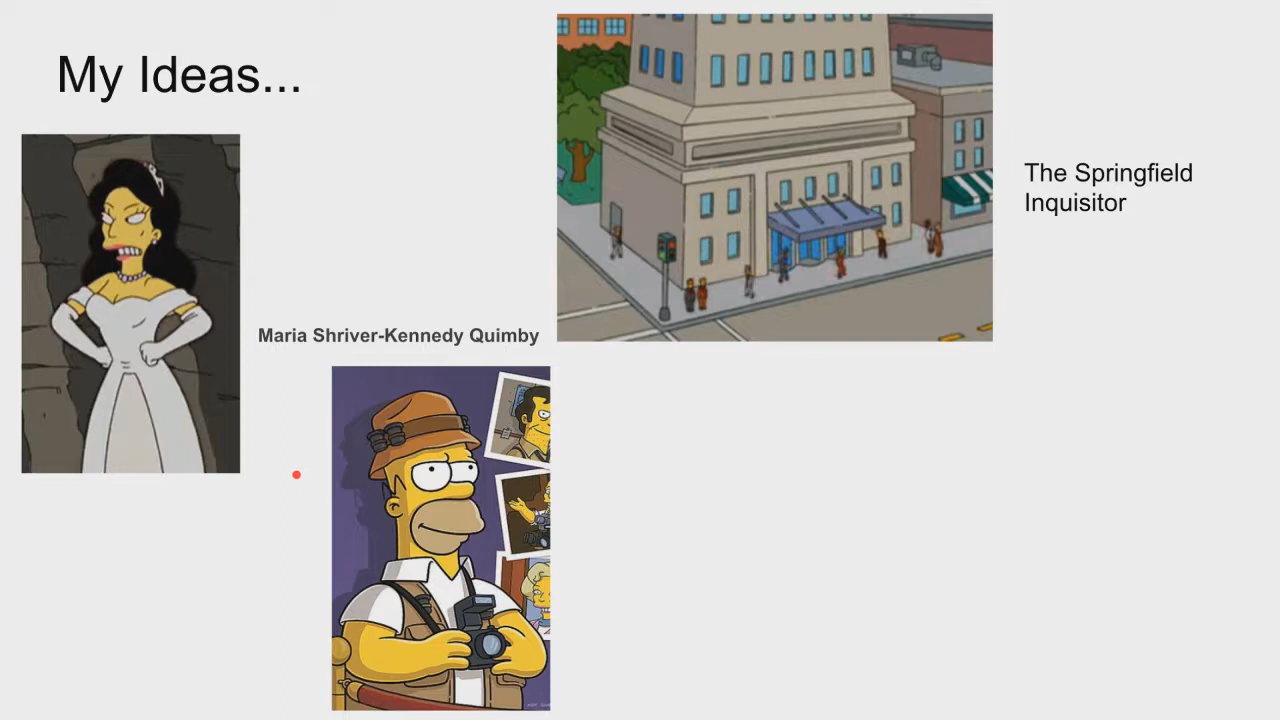 My Ideas...
The Springfield
Inquisitor
Maria Shriver-Kennedy Quimby